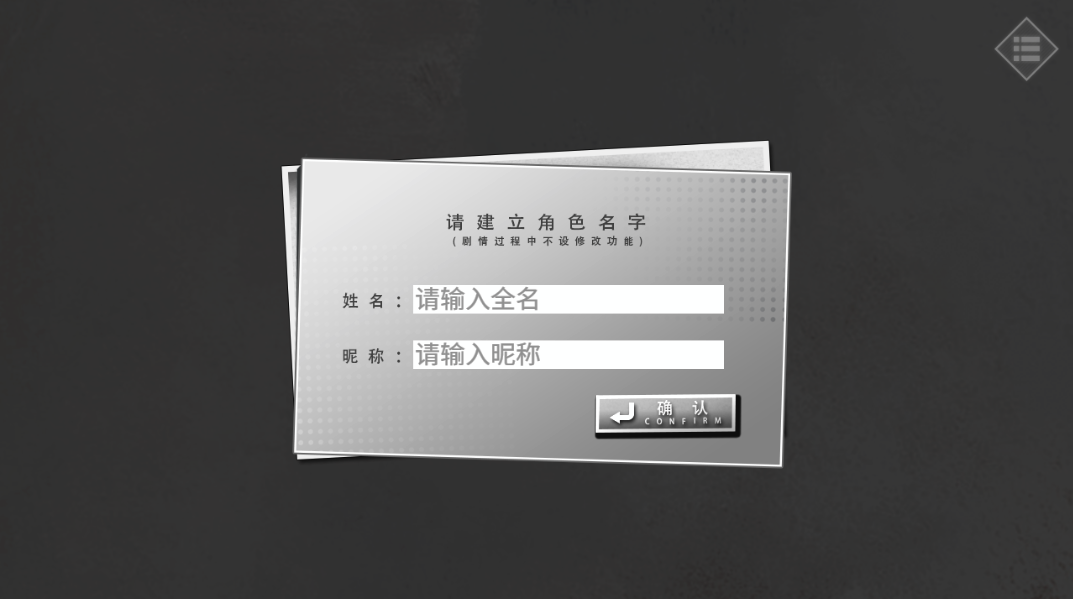 请建立角色名字
(剧情过程中不设修改功能)
姓名：请输入全名
昵称：请输入昵称
确认
CONFIRM